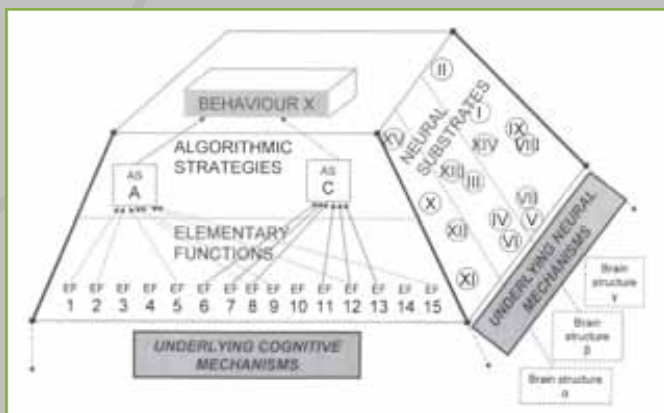 BEHAVIOUR X
ALGORITHMIC
STRATEGIES
AS
A
AS
C
ELEMENTARY
FUNCTIONS
EF EF EF EF EF EF EF EF EF EF EF EF EF EF EF
1 2 3 4 5 6 7 8 9 10 11 12 13 14 15
UNDERLYING COGNITIVE
MECHANISMS
NEURAL
SUBSTRATES
II
I
IX
VIII
XIV
XIII
III
X
XII
VII
IV
V
VI
XI
UNDERLYING NEURAL
MECHANISMS
Brain
structure
γ
Brain
structure
β
Brain structure
α